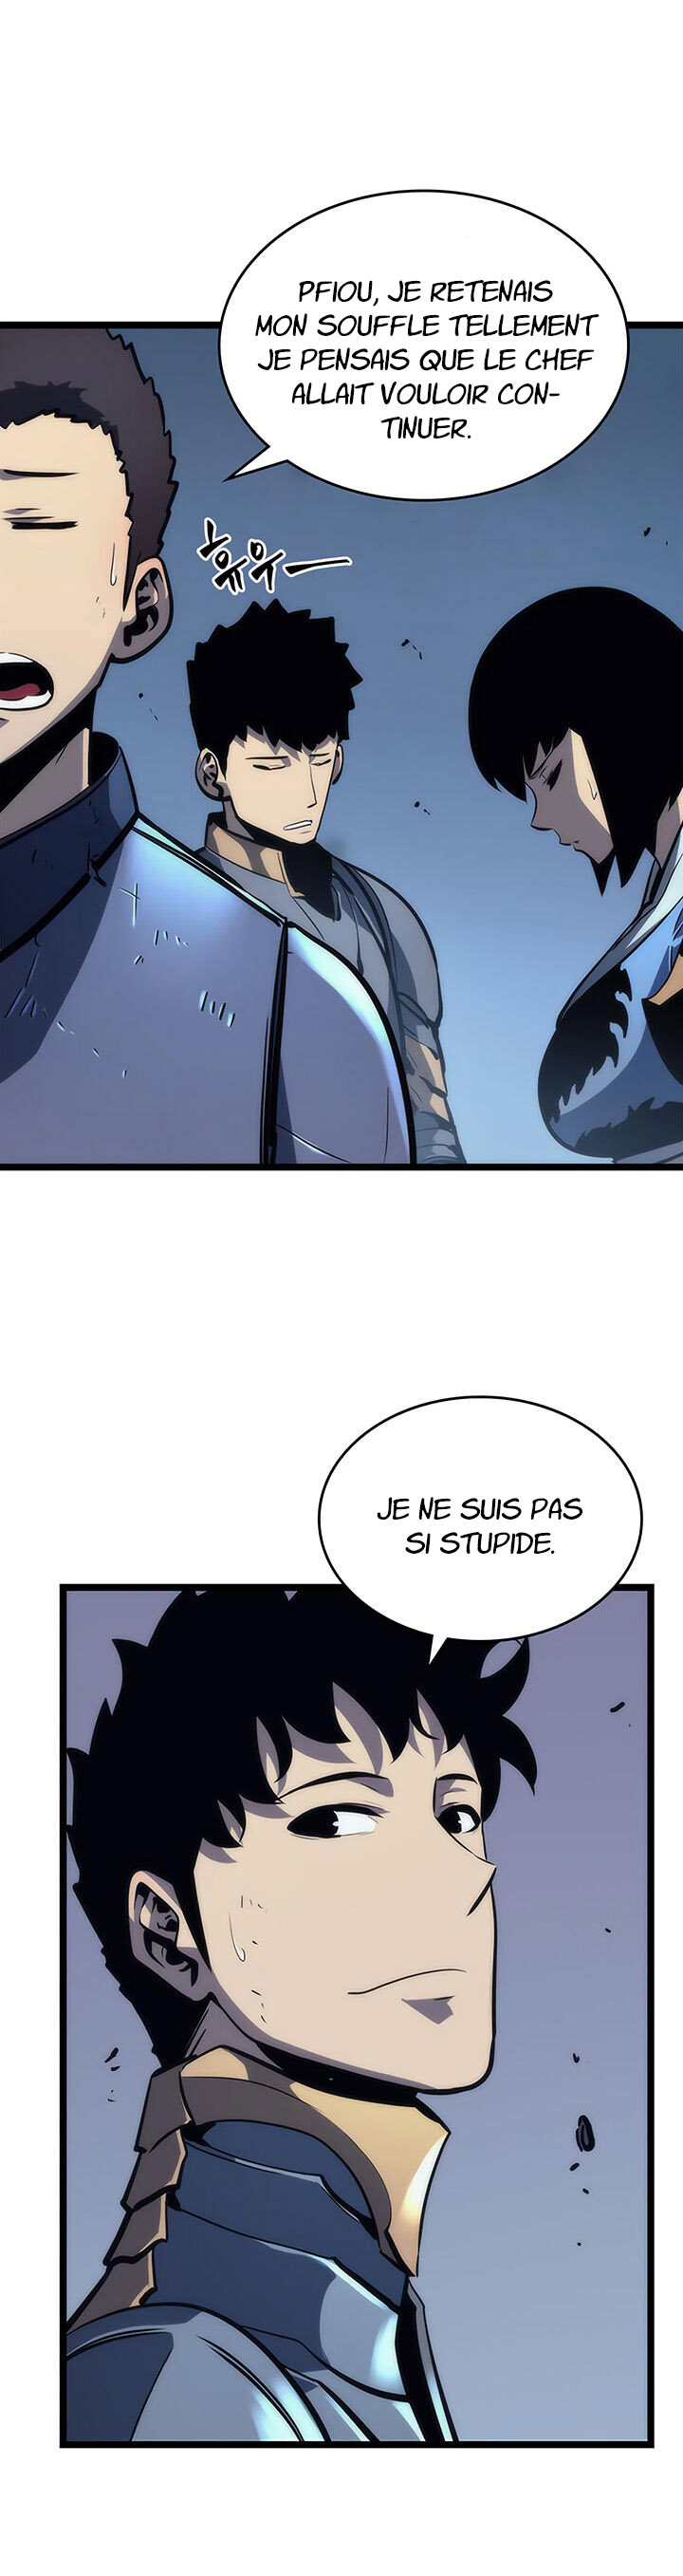 PFIOU, JE RETENAIS
MON SOUFFLE TELLEMENT
JE PENSAIS QUE LE CHEF
ALLAIT VOULOIR CON-
TINUER.
휴우ㅡ
JE NE SUIS PAS
SI STUPIDE.